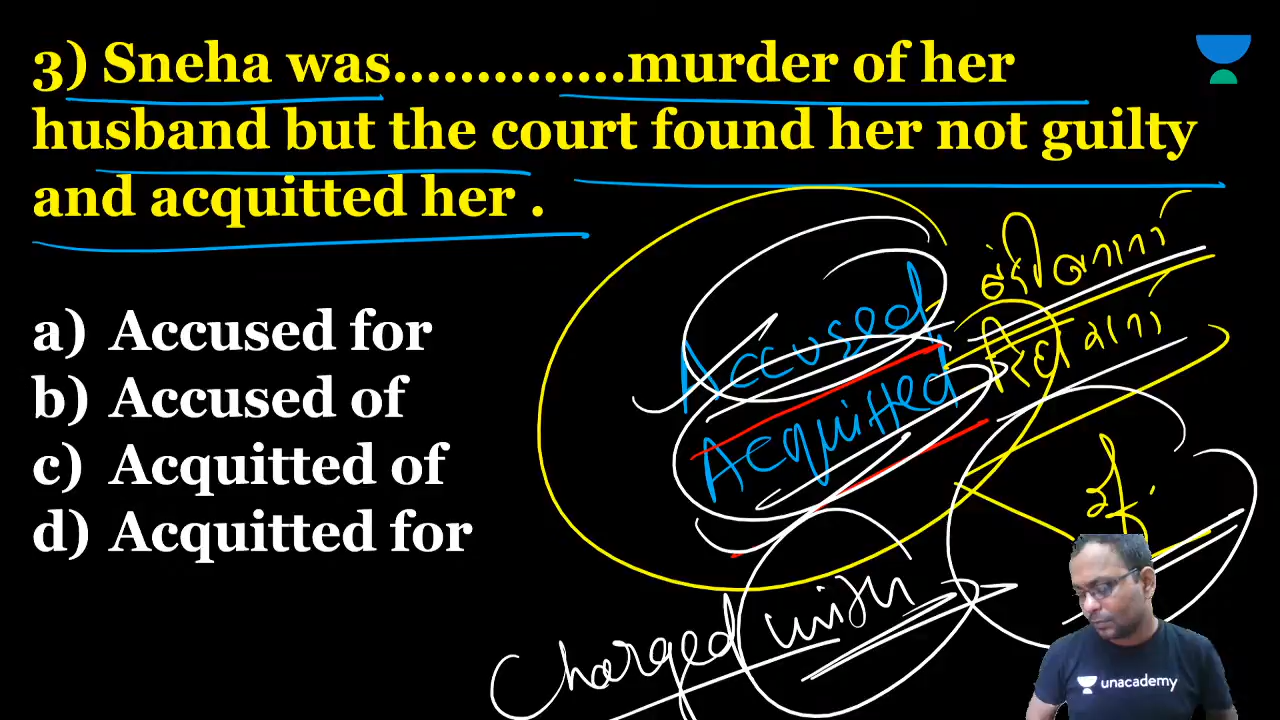 3) Sneha was..............murder of her
husband but the court found her not guilty
and acquitted her .
a) Accused for
b) Accused of
c) Acquitted of
d) Acquitted for
Accused
Acquitted
Charged with
unacademy